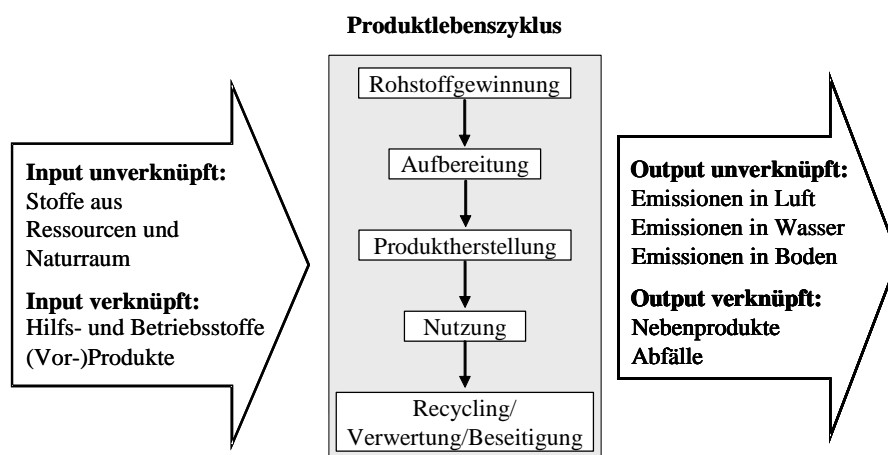 Produktlebenszyklus
Input unverknüpft:
Stoffe aus
Ressourcen und
Naturraum
Input verknüpft:
Hilfs- und Betriebsstoffe
(Vor-)Produkte
Rohstoffgewinnung
Aufbereitung
Produktherstellung
Nutzung
Recycling/
Verwertung/Beseitigung
Output unverknüpft:
Emissionen in Luft
Emissionen in Wasser
Emissionen in Boden
Output verknüpft:
Nebenprodukte
Abfälle